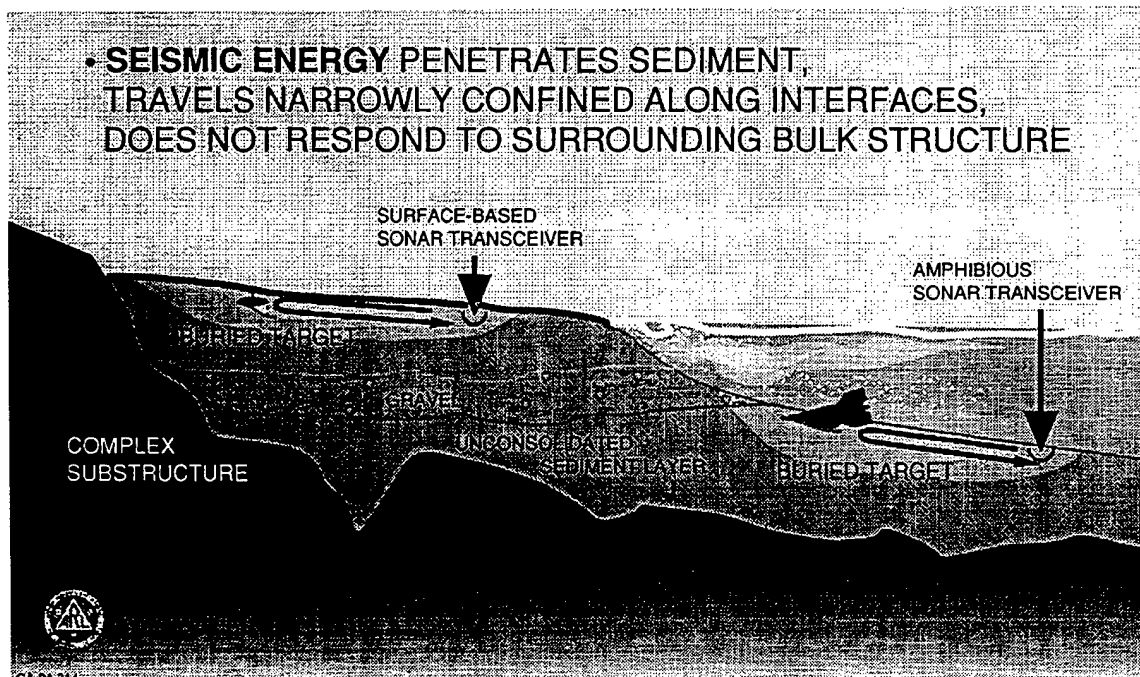 • SEISMIC ENERGY PENETRATES SEDIMENT,
TRAVELS NARROWLY CONFINED ALONG INTERFACES,
DOES NOT RESPOND TO SURROUNDING BULK STRUCTURE
SURFACE-BASED
SONAR TRANSCEIVER
AMPHIBIOUS
SONAR TRANSCEIVER
BURIED TARGET
GRAVEL
COMPLEX
SUBSTRUCTURE
UNCONSOLIDATED
SEDIMENT LAYER
BURIED TARGET